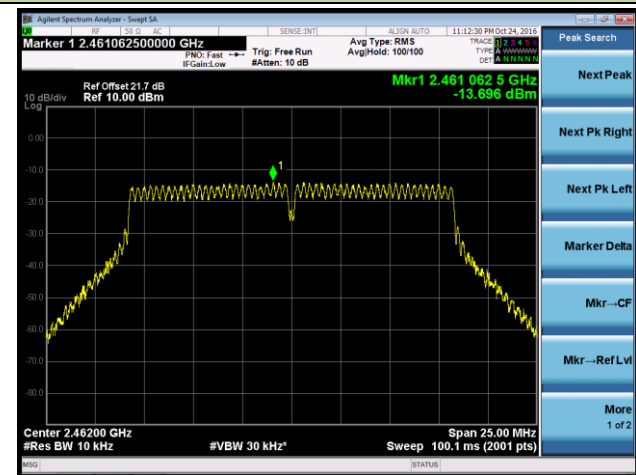 Agilent Spectrum Analyzer - Swept SA
RF 50 Ω AC SENSE:INT ALIGN AUTO 11:12:30 PM Oct 24, 2016
Marker 1 2.461062500000 GHz
PNO: Fast
IFGain:Low
Trig: Free Run
#Atten: 10 dB
Avg Type: RMS
Avg|Hold: 100/100
TRACE 1 2 3 4 5 6
TYPE A WWWWW
DET A N N N N N
Peak Search
Mkr1 2.461 062 5 GHz
-13.696 dBm
Ref Offset 21.7 dB
10 dB/div Ref 10.00 dBm
Log
Next Peak
0.00
Next Pk Right
-10.0
1
Next Pk Left
-20.0
-30.0
Marker Delta
-40.0
-50.0
Mkr→CF
-60.0
-70.0
Mkr→Ref Lvl
-80.0
More
1 of 2
Center 2.46200 GHz Span 25.00 MHz
#Res BW 10 kHz #VBW 30 kHz* Sweep 100.1 ms (2001 pts)
MSG STATUS